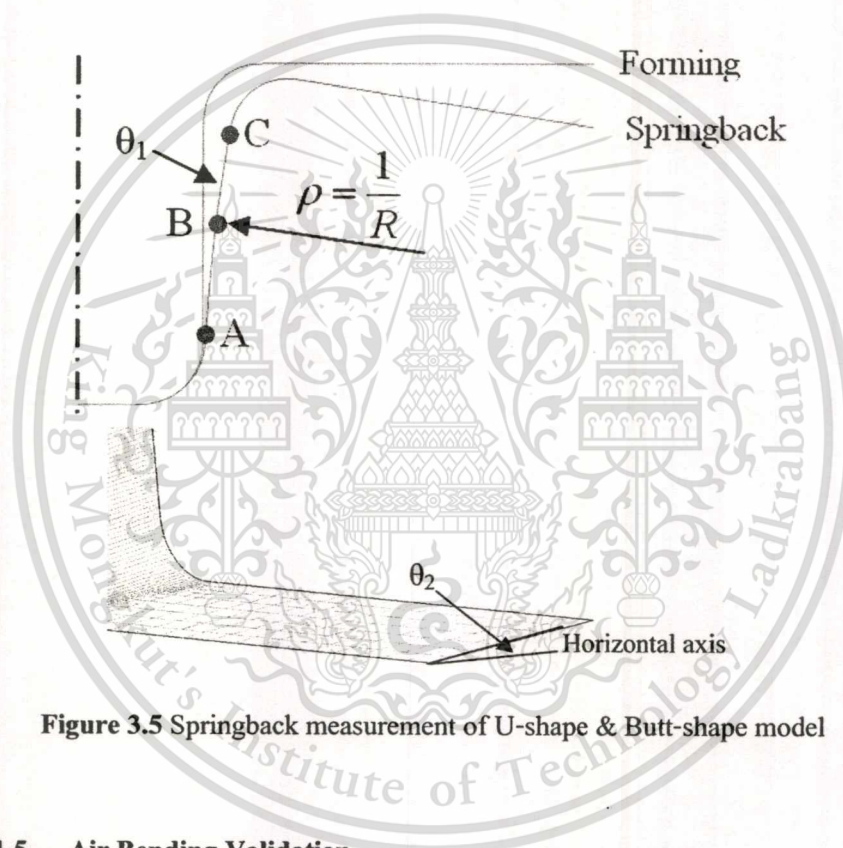 Forming
Springback
θ₁
C
ρ = 1/R
B
A
θ₂
Horizontal axis
Figure 3.5 Springback measurement of U-shape & Butt-shape model
King Mongkut's Institute of Technology Ladkrabang
Air Bending Validation